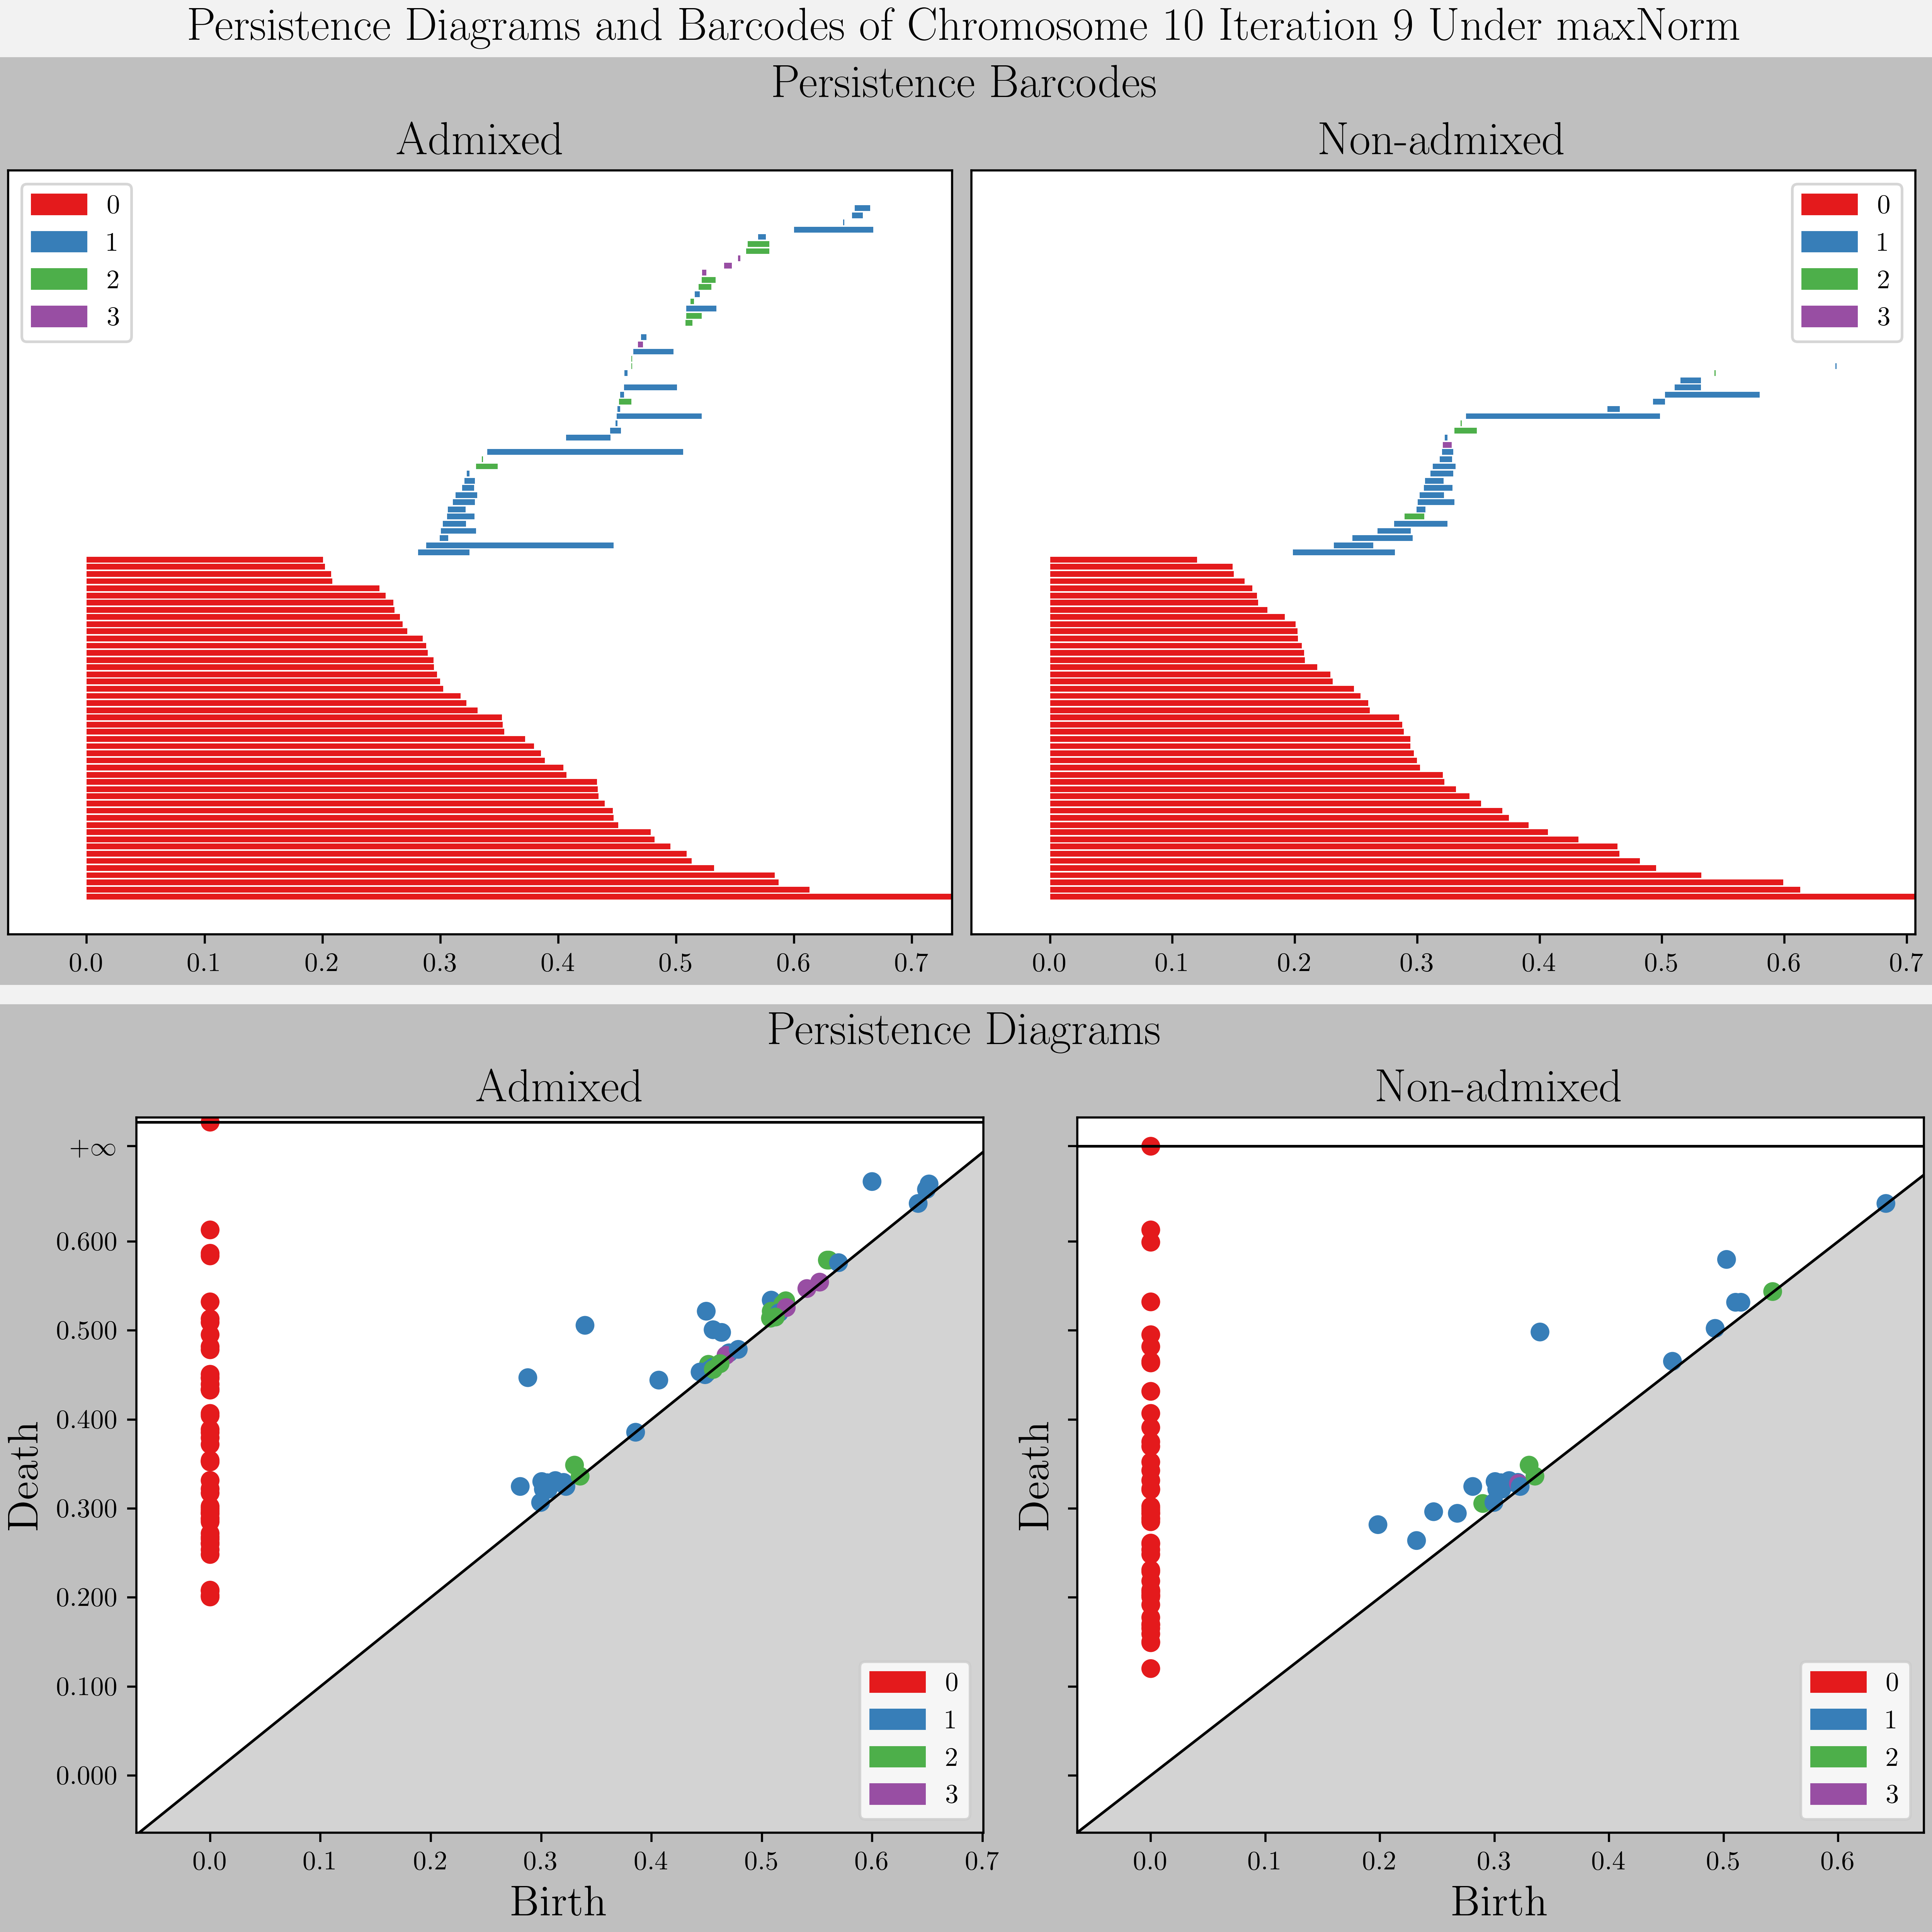 Persistence Diagrams and Barcodes of Chromosome 10 Iteration 9 Under maxNorm
Persistence Barcodes
Admixed
Non-admixed
0
1
2
3
0
1
2
3
0.0 0.1 0.2 0.3 0.4 0.5 0.6 0.7
0.0 0.1 0.2 0.3 0.4 0.5 0.6 0.7
Persistence Diagrams
Admixed
Non-admixed
+∞
0.600
0.500
0.400
0.300
0.200
0.100
0.000
Death
0
1
2
3
0.0 0.1 0.2 0.3 0.4 0.5 0.6 0.7
Birth
Death
0
1
2
3
0.0 0.1 0.2 0.3 0.4 0.5 0.6
Birth